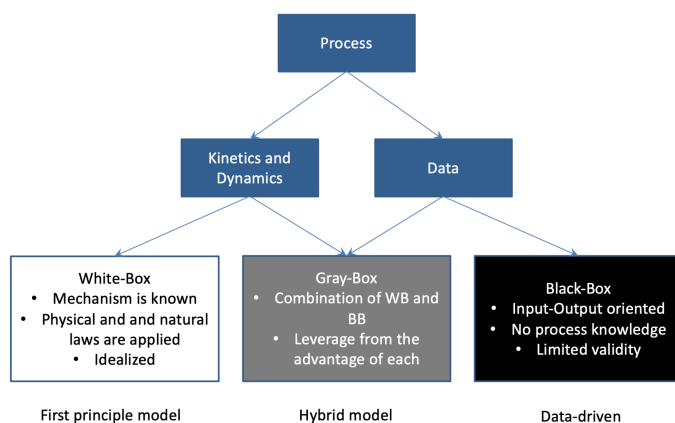 Process
Kinetics and
Dynamics
Data
White-Box
• Mechanism is known
• Physical and and natural
laws are applied
• Idealized
Gray-Box
• Combination of WB and
BB
• Leverage from the
advantage of each
Black-Box
• Input-Output oriented
• No process knowledge
• Limited validity
First principle model
Hybrid model
Data-driven